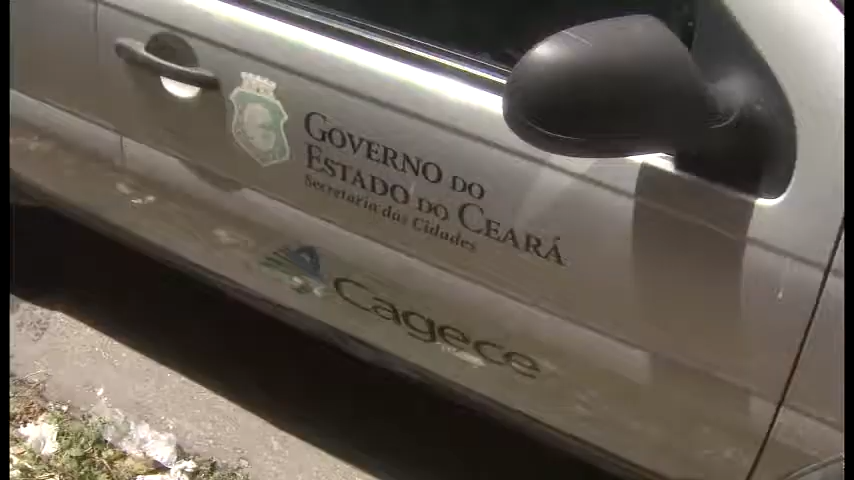 GOVERNO DO
ESTADO DO CEARÁ
Secretaria das Cidades
Cagece